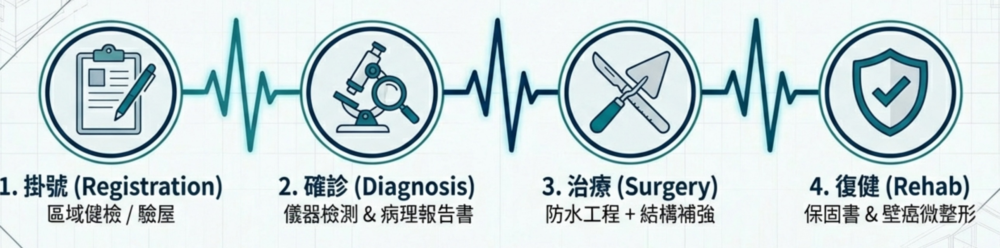 1. 掛號 (Registration)
區域健檢 / 驗屋
2. 確診 (Diagnosis)
儀器檢測 & 病理報告書
3. 治療 (Surgery)
防水工程 + 結構補強
4. 復健 (Rehab)
保固書 & 壁癌微整形